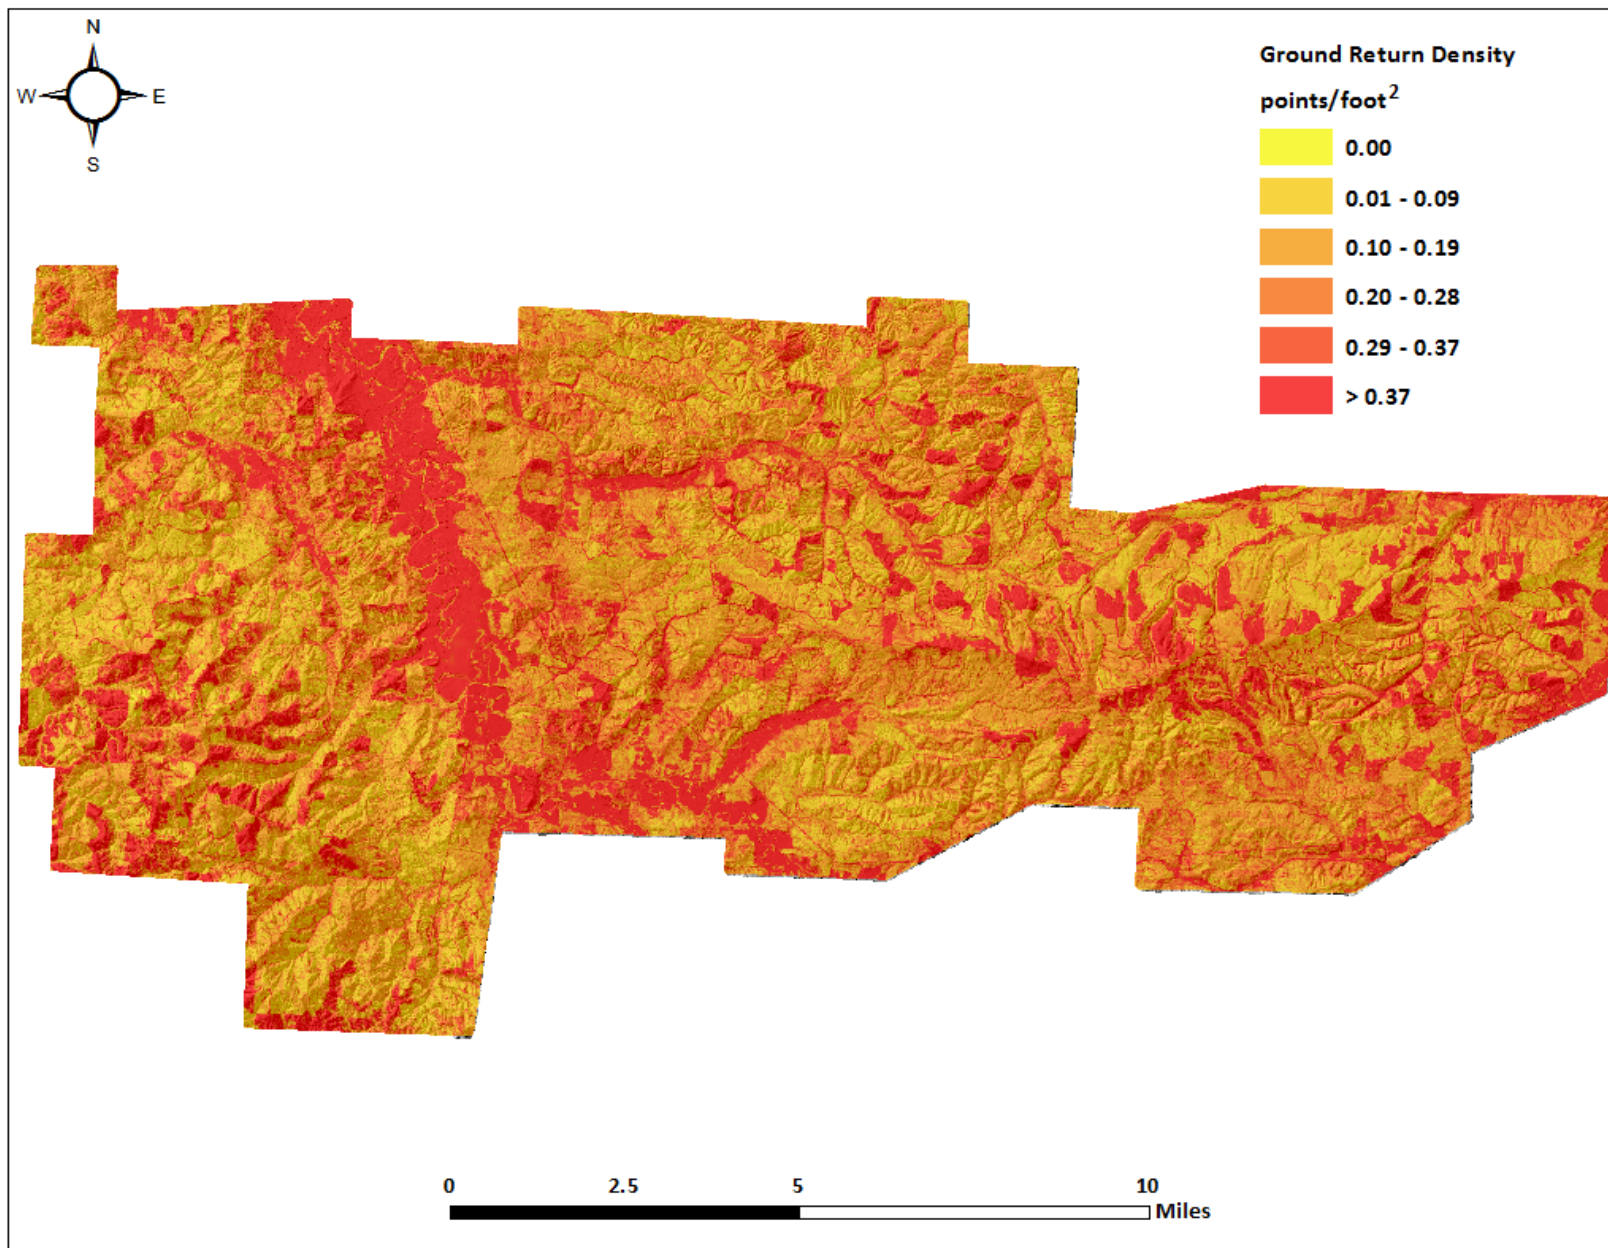 N
W E
S
Ground Return Density
points/foot²
0.00
0.01 - 0.09
0.10 - 0.19
0.20 - 0.28
0.29 - 0.37
> 0.37
0 2.5 5 10
Miles